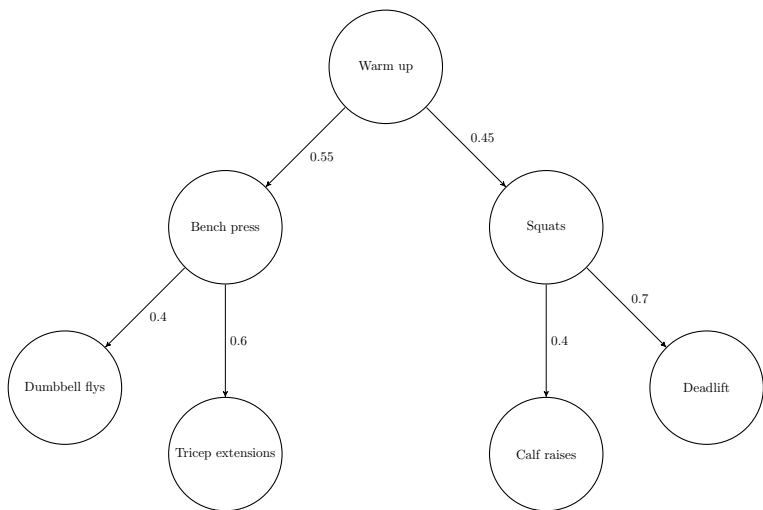 Warm up
0.55
0.45
Bench press
Squats
0.4
0.6
0.4
0.7
Dumbbell flys
Tricep extensions
Calf raises
Deadlift